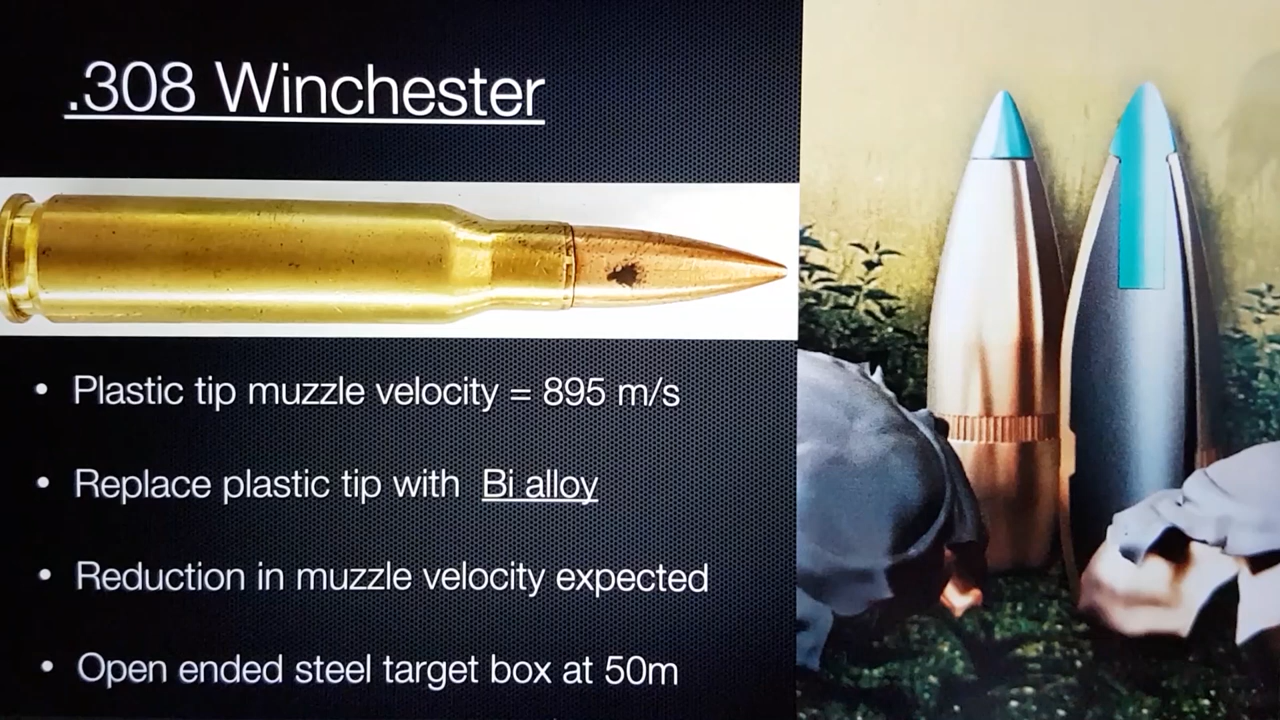 .308 Winchester
• Plastic tip muzzle velocity = 895 m/s
• Replace plastic tip with Bi alloy
• Reduction in muzzle velocity expected
• Open ended steel target box at 50m